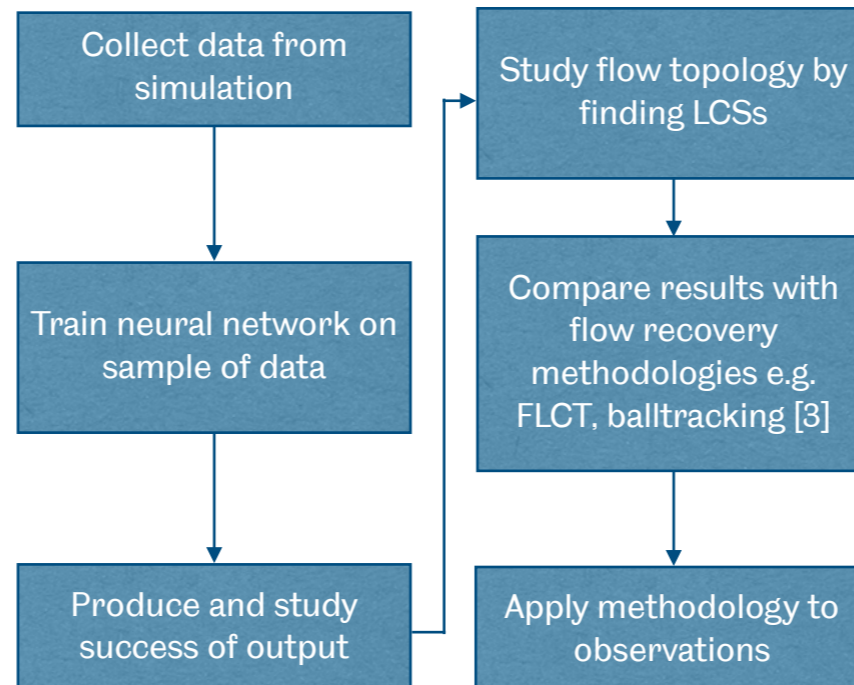 Collect data from
simulation
Train neural network on
sample of data
Produce and study
success of output
Study flow topology by
finding LCSs
Compare results with
flow recovery
methodologies e.g.
FLCT, balltracking [3]
Apply methodology to
observations